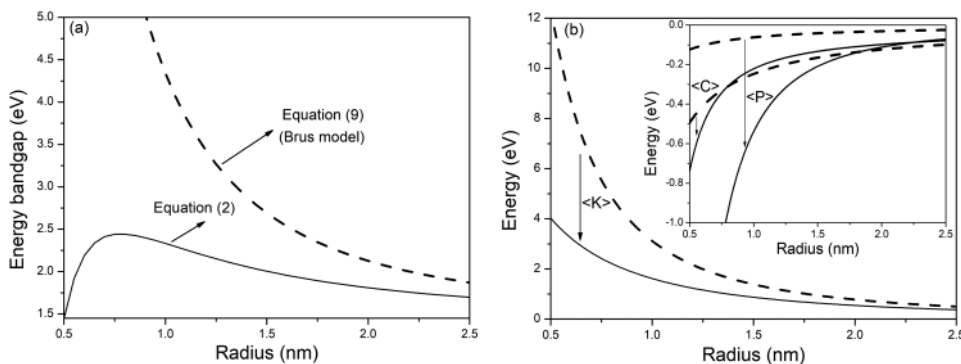 (a)
5.0
4.5
4.0
3.5
3.0
2.5
2.0
1.5
Energy bandgap (eV)
Equation (9)
(Brus model)
Equation (2)
0.5 1.0 1.5 2.0 2.5
Radius (nm)
(b)
12
10
8
6
4
2
0
Energy (eV)
<K>
0.5 1.0 1.5 2.0 2.5
Radius (nm)
0.0
-0.2
-0.4
-0.6
-0.8
-1.0
Energy (eV)
<C>
<P>
0.5 1.0 1.5 2.0 2.5
Radius (nm)